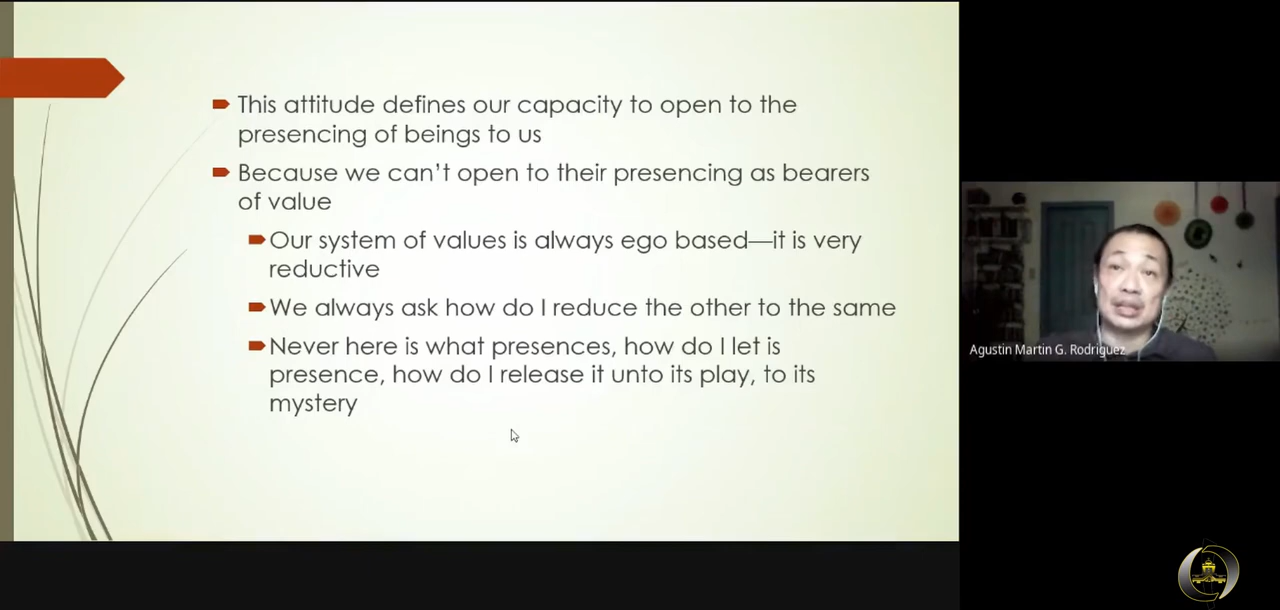 This attitude defines our capacity to open to the
presencing of beings to us
Because we can't open to their presencing as bearers
of value
Our system of values is always ego based—it is very
reductive
We always ask how do I reduce the other to the same
Never here is what presences, how do I let is
presence, how do I release it unto its play, to its
mystery
Agustin Martin G. Rodriguez